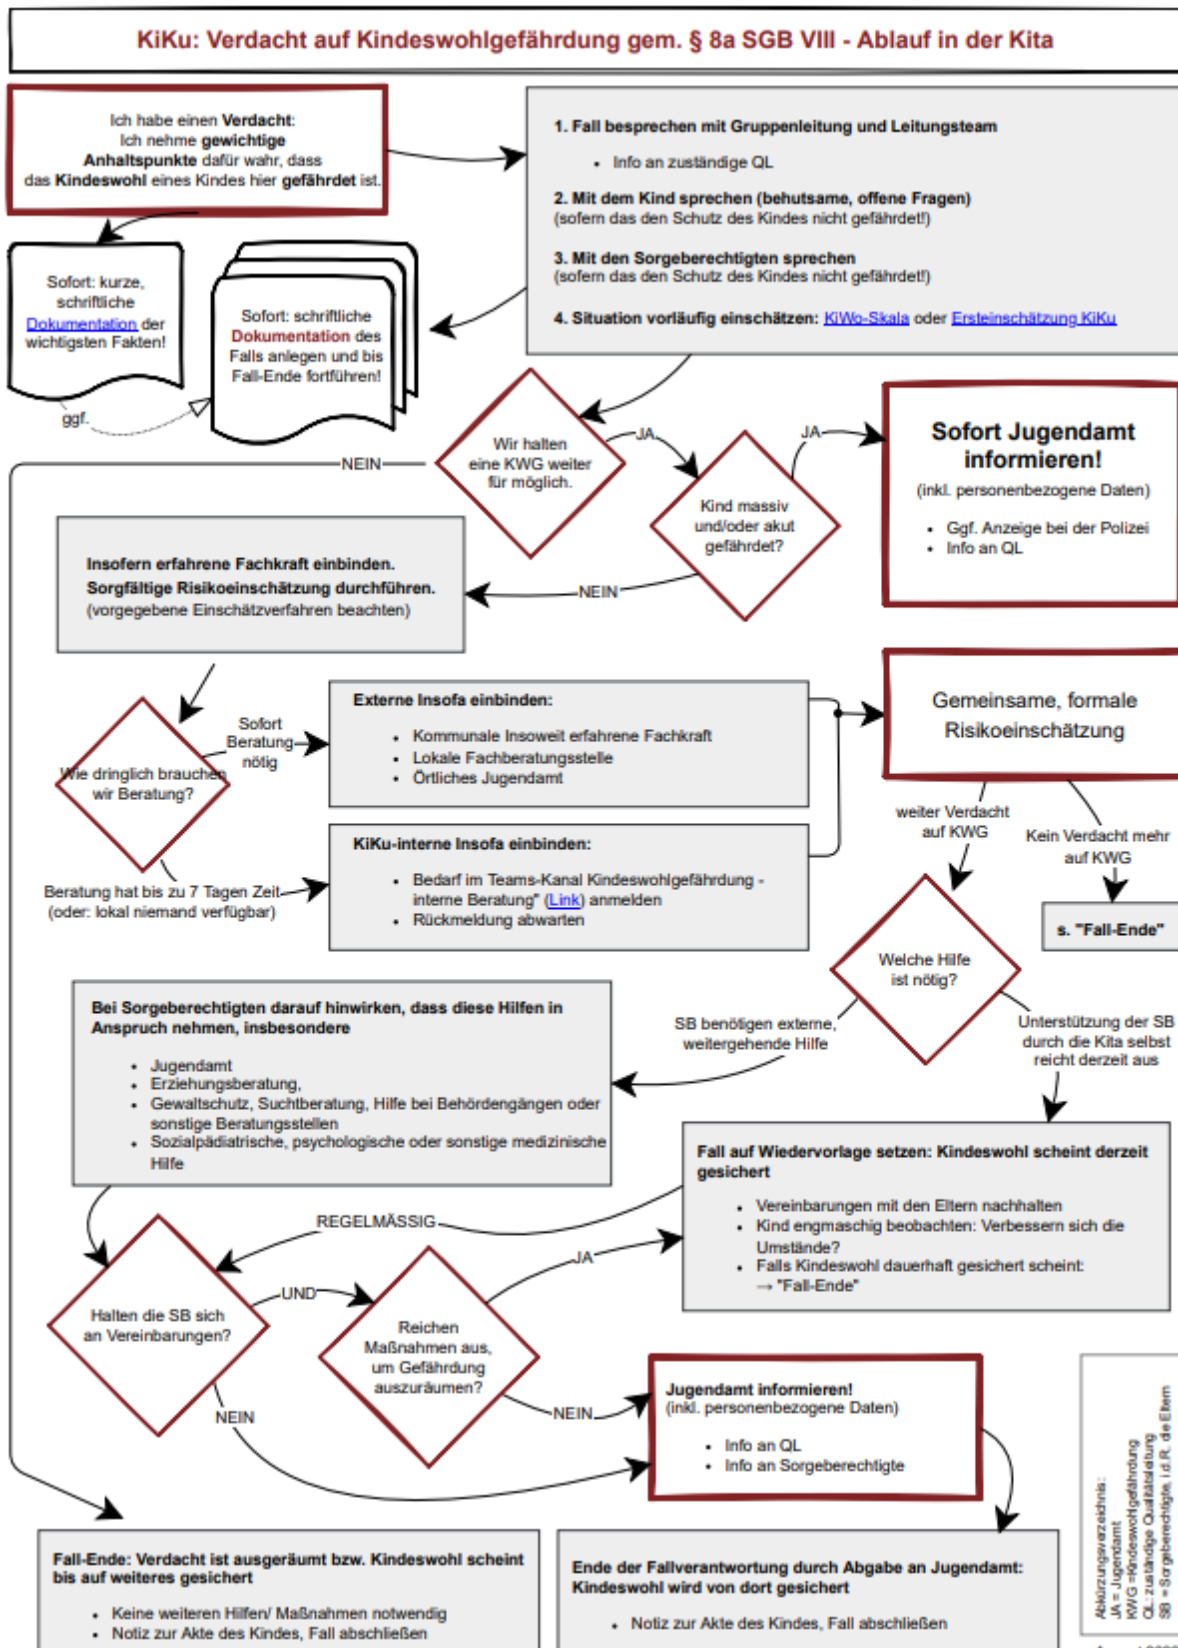 KiKu: Verdacht auf Kindeswohlgefährdung gem. § 8a SGB VIII - Ablauf in der Kita
Ich habe einen Verdacht:
Ich nehme gewichtige
Anhaltspunkte dafür wahr, dass
das Kindeswohl eines Kindes hier gefährdet ist.
1. Fall besprechen mit Gruppenleitung und Leitungsteam
• Info an zuständige QL
2. Mit dem Kind sprechen (behutsame, offene Fragen)
(sofern das den Schutz des Kindes nicht gefährdet!)
3. Mit den Sorgeberechtigten sprechen
(sofern das den Schutz des Kindes nicht gefährdet!)
4. Situation vorläufig einschätzen: KiWo-Skala oder Ersteinschätzung KiKu
Sofort: kurze,
schriftliche
Dokumentation der
wichtigsten Fakten!
Sofort: schriftliche
Dokumentation des
Falls anlegen und bis
Fall-Ende fortführen!
ggf.
Wir halten
eine KWG weiter
für möglich.
JA
NEIN
Kind massiv
und/oder akut
gefährdet?
JA
NEIN
Sofort Jugendamt
informieren!
(inkl. personenbezogene Daten)
• Ggf. Anzeige bei der Polizei
• Info an QL
Insofern erfahrene Fachkraft einbinden.
Sorgfältige Risikoeinschätzung durchführen.
(vorgegebene Einschätzverfahren beachten)
Wie dringlich brauchen
wir Beratung?
Sofort
Beratung
nötig
Beratung hat bis zu 7 Tagen Zeit
(oder: lokal niemand verfügbar)
Externe Insofa einbinden:
• Kommunale Insoweit erfahrene Fachkraft
• Lokale Fachberatungsstelle
• Örtliches Jugendamt
KiKu-interne Insofa einbinden:
• Bedarf im Teams-Kanal Kindeswohlgefährdung -
interne Beratung" (Link) anmelden
• Rückmeldung abwarten
Gemeinsame, formale
Risikoeinschätzung
weiter Verdacht
auf KWG
Kein Verdacht mehr
auf KWG
s. "Fall-Ende"
Welche Hilfe
ist nötig?
SB benötigen externe,
weitergehende Hilfe
Unterstützung der SB
durch die Kita selbst
reicht derzeit aus
Bei Sorgeberechtigten darauf hinwirken, dass diese Hilfen in
Anspruch nehmen, insbesondere
• Jugendamt
• Erziehungsberatung,
• Gewaltschutz, Suchtberatung, Hilfe bei Behördengängen oder
sonstige Beratungsstellen
• Sozialpädiatrische, psychologische oder sonstige medizinische
Hilfe
Fall auf Wiedervorlage setzen: Kindeswohl scheint derzeit
gesichert
• Vereinbarungen mit den Eltern nachhalten
• Kind engmaschig beobachten: Verbessern sich die
Umstände?
• Falls Kindeswohl dauerhaft gesichert scheint:
→ "Fall-Ende"
REGELMÄSSIG
Halten die SB sich
an Vereinbarungen?
UND
NEIN
Reichen
Maßnahmen aus,
um Gefährdung
auszuräumen?
JA
NEIN
Jugendamt informieren!
(inkl. personenbezogene Daten)
• Info an QL
• Info an Sorgeberechtigte
Fall-Ende: Verdacht ist ausgeräumt bzw. Kindeswohl scheint
bis auf weiteres gesichert
• Keine weiteren Hilfen/ Maßnahmen notwendig
• Notiz zur Akte des Kindes, Fall abschließen
Ende der Fallverantwortung durch Abgabe an Jugendamt:
Kindeswohl wird von dort gesichert
• Notiz zur Akte des Kindes, Fall abschließen
Abkürzungsverzeichnis:
JA = Jugendamt
KWG =Kindeswohlgefährdung
QL: zuständige Qualitätsleitung
SB = Sorgeberechtigte, i.d.R. die Eltern